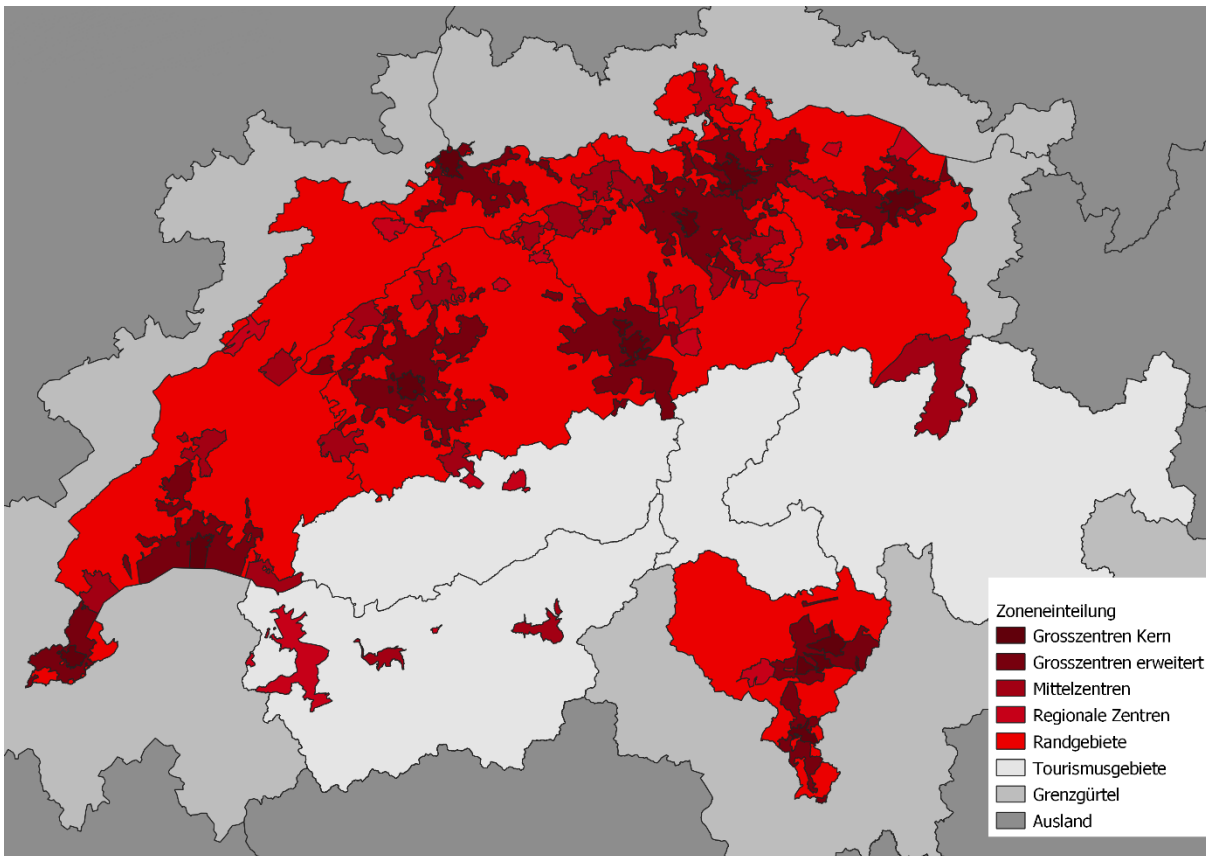 Zoneneinteilung
Grosszentren Kern
Grosszentren erweitert
Mittelzentren
Regionale Zentren
Randgebiete
Tourismusgebiete
Grenzgürtel
Ausland